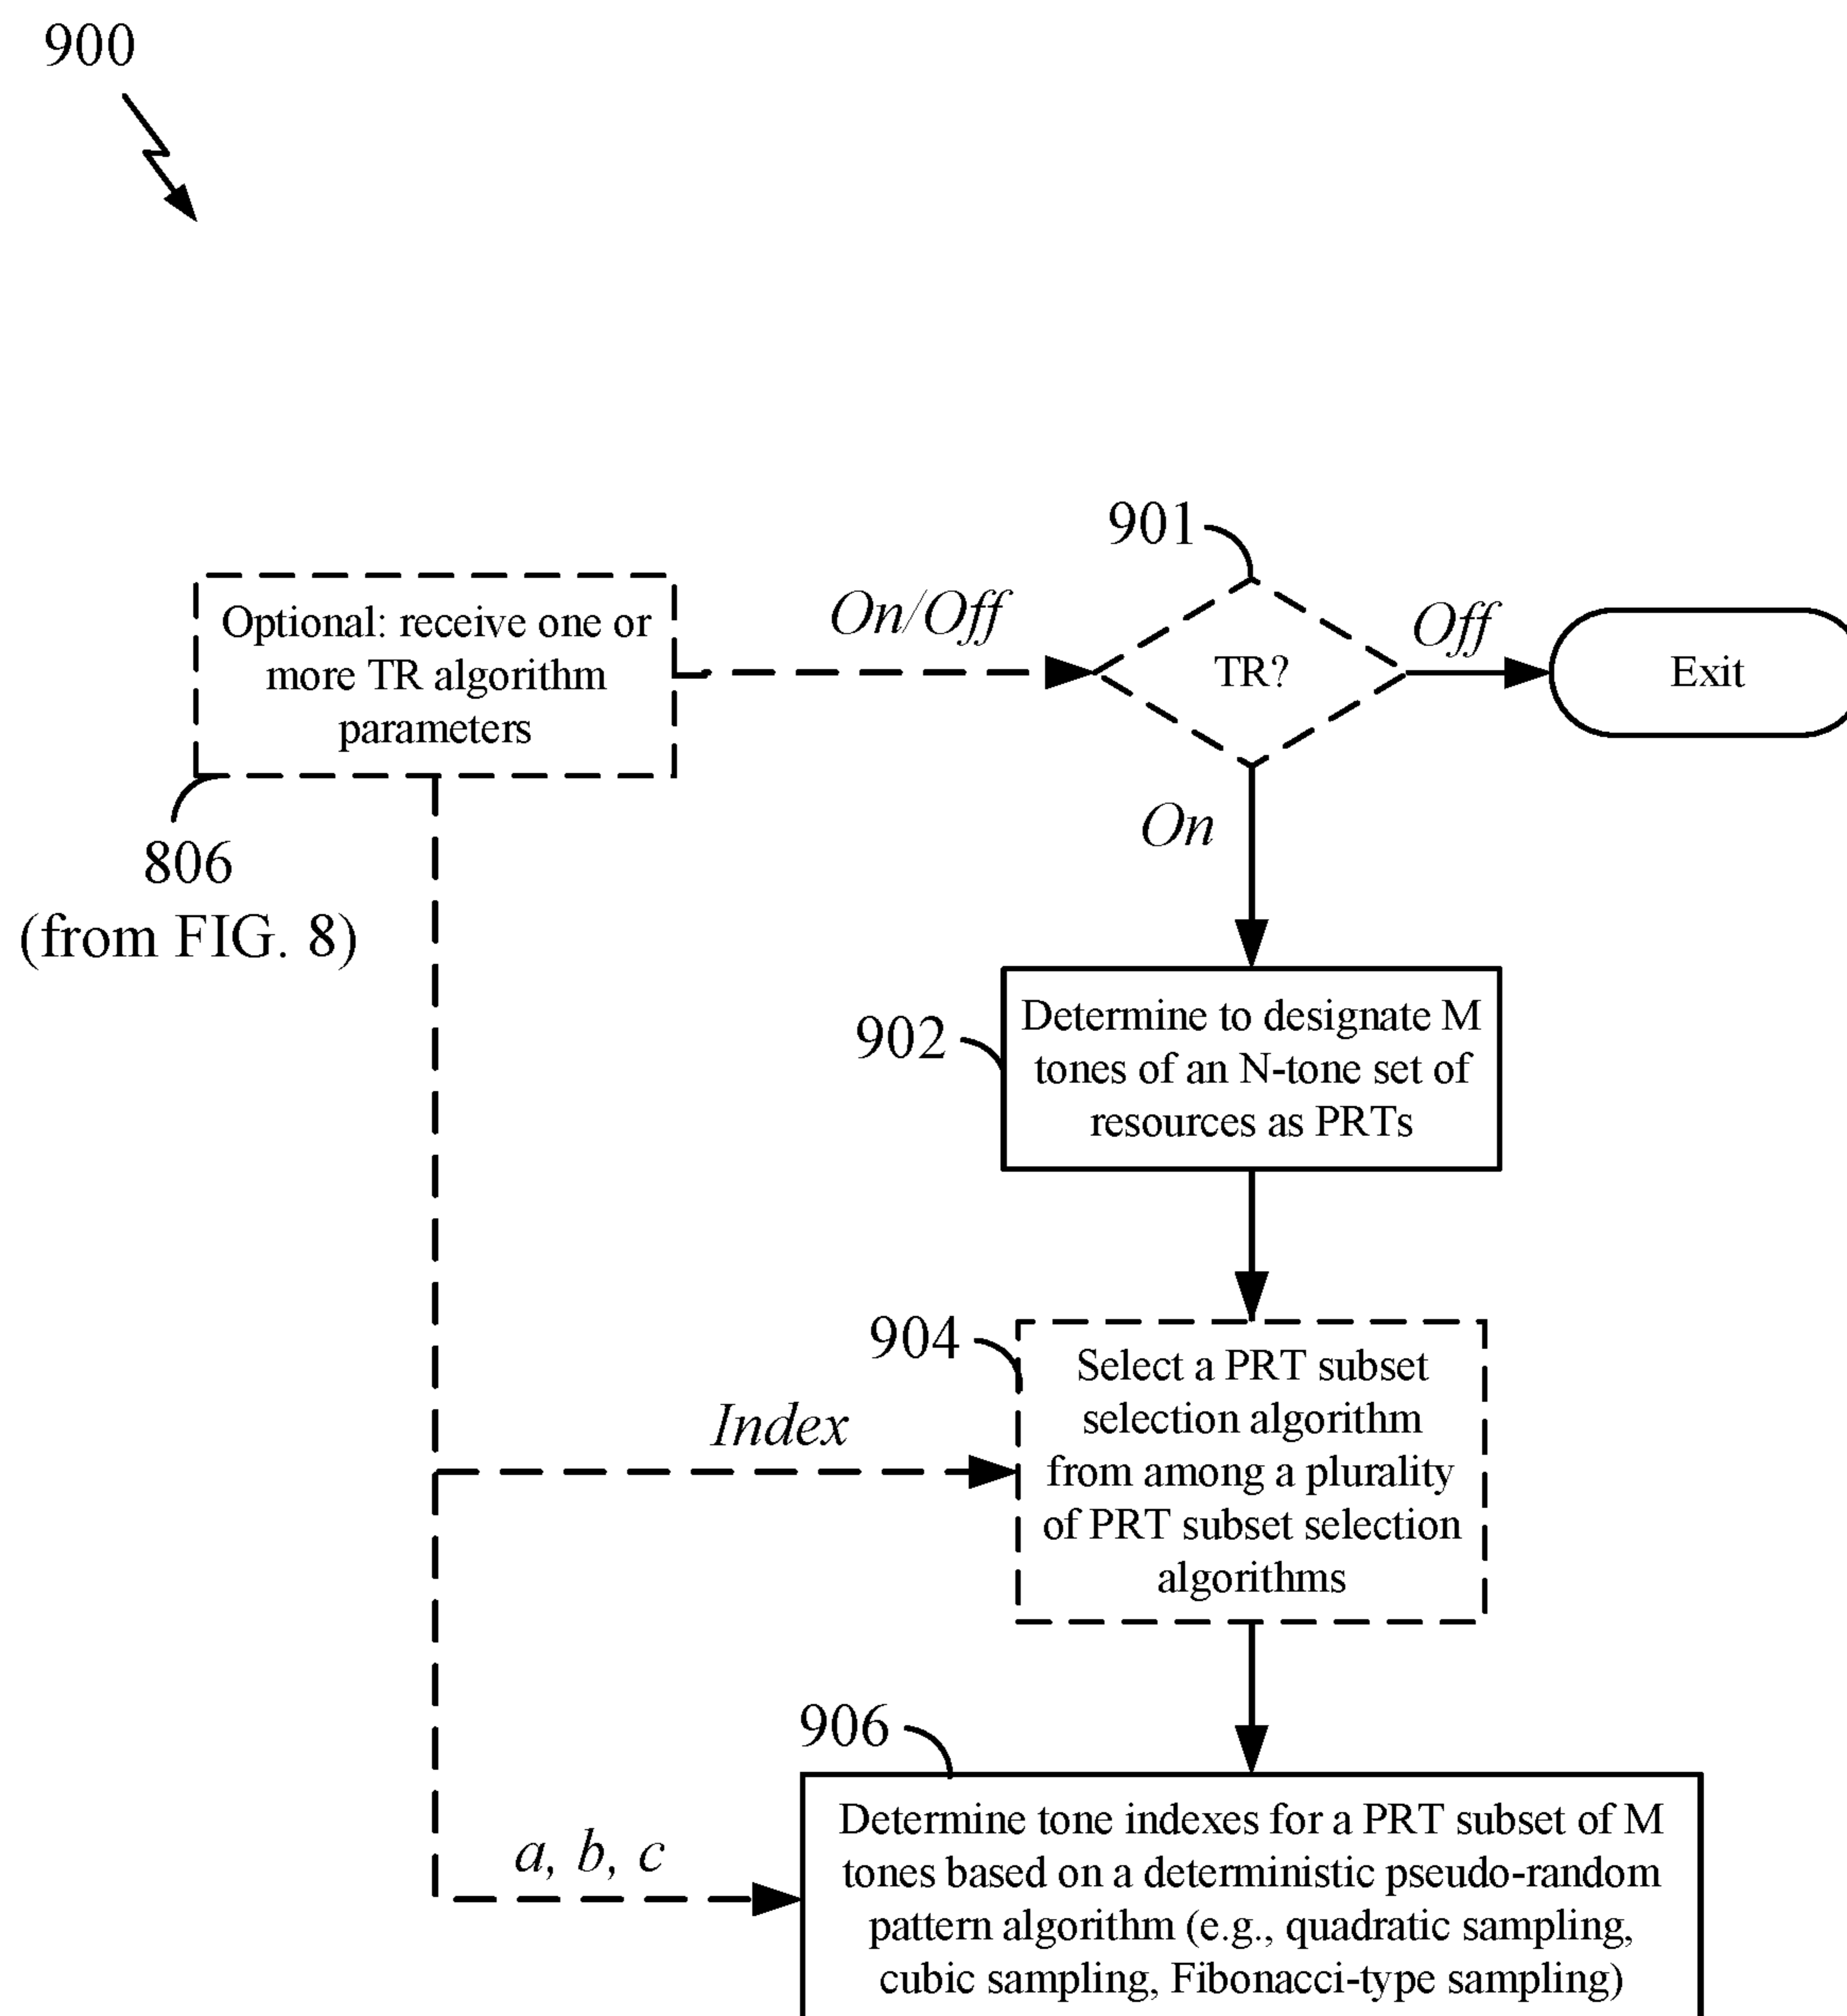 900
901
Optional: receive one or
more TR algorithm
parameters
On/Off
TR?
Off
Exit
806
(from FIG. 8)
On
902
Determine to designate M
tones of an N-tone set of
resources as PRTs
904
Select a PRT subset
selection algorithm
from among a plurality
of PRT subset selection
algorithms
Index
906
Determine tone indexes for a PRT subset of M
tones based on a deterministic pseudo-random
pattern algorithm (e.g., quadratic sampling,
cubic sampling, Fibonacci-type sampling)
a, b, c